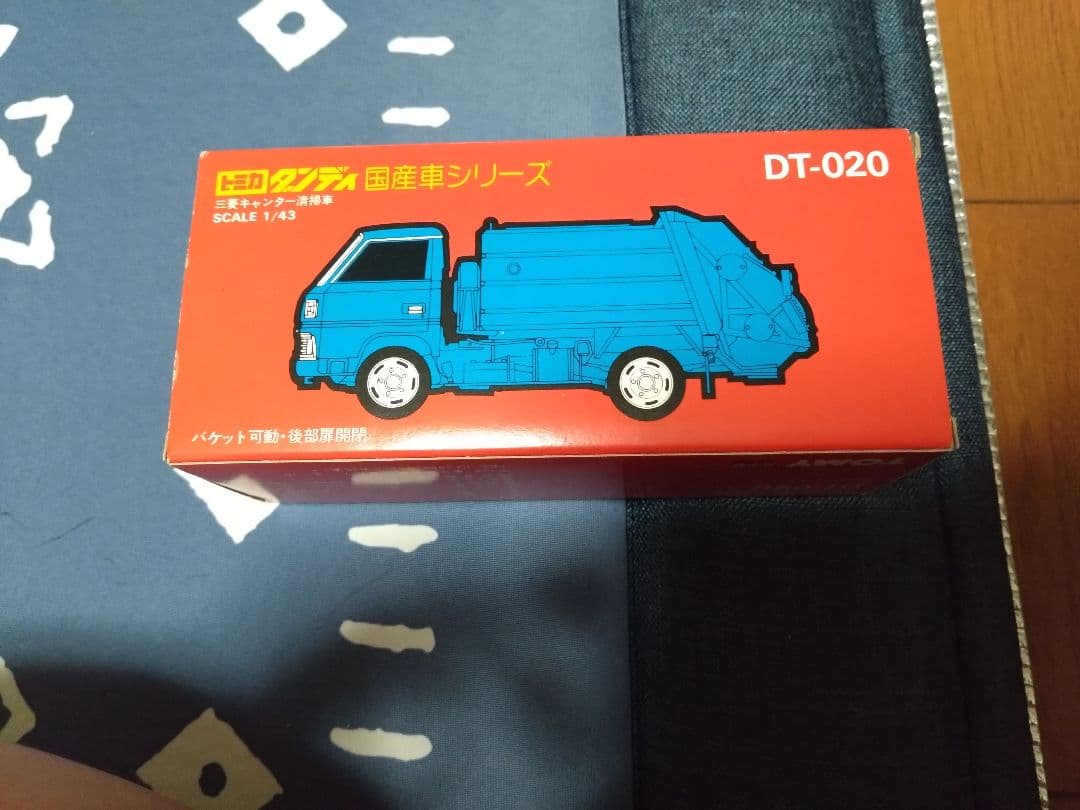 トミカ ダンディ 国産車シリーズ
三菱キャンター清掃車
SCALE 1/43
DT-020
バケット可動・後部扉開閉
TOMY